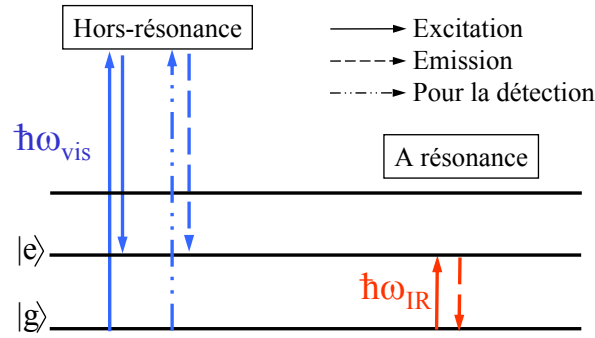 Hors-résonance
Excitation
Emission
Pour la détection
ħω_vis
A résonance
|e⟩
ħω_IR
|g⟩